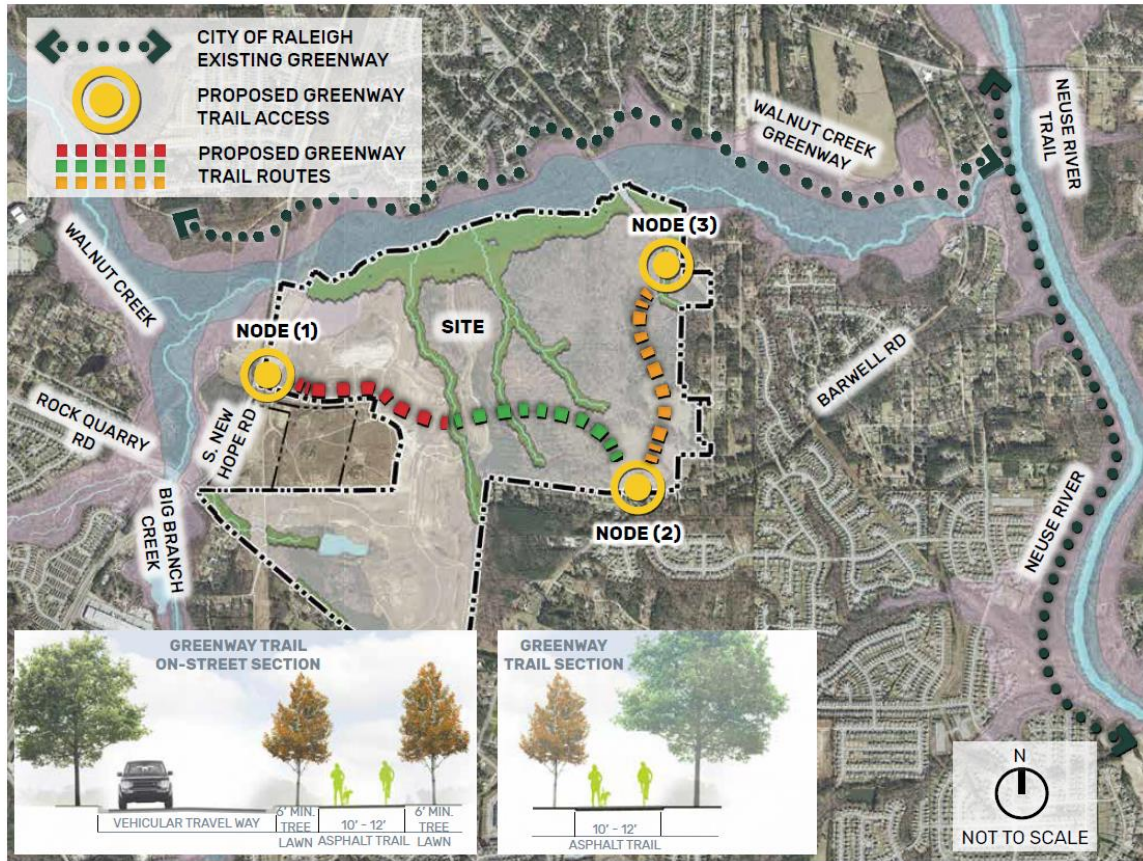 CITY OF RALEIGH
EXISTING GREENWAY
PROPOSED GREENWAY
TRAIL ACCESS
PROPOSED GREENWAY
TRAIL ROUTES
WALNUT CREEK
GREENWAY
NEUSE RIVER
TRAIL
WALNUT CREEK
NODE (3)
NODE (1)
SITE
BARWELL RD
ROCK QUARRY
RD
S. NEW
HOPE RD
BIG BRANCH
CREEK
NODE (2)
NEUSE RIVER
GREENWAY TRAIL
ON-STREET SECTION
VEHICULAR TRAVEL WAY
6' MIN.
TREE
LAWN
10' - 12'
ASPHALT TRAIL
6' MIN.
TREE
LAWN
GREENWAY
TRAIL SECTION
10' - 12'
ASPHALT TRAIL
N
NOT TO SCALE